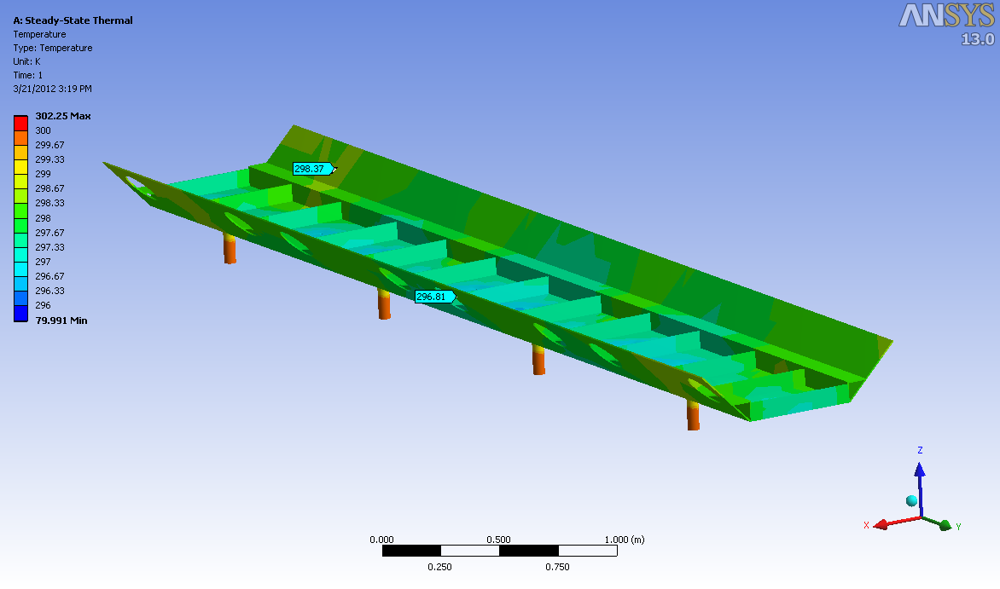 A: Steady-State Thermal
Temperature
Type: Temperature
Unit: K
Time: 1
3/21/2012 3:19 PM
ANSYS
13.0
302.25 Max
300
299.67
299.33
299
298.67
298.33
298
297.67
297.33
297
296.67
296.33
296
79.991 Min
298.37
296.81
Z
X
Y
0.000 0.500 1.000 (m)
0.250 0.750